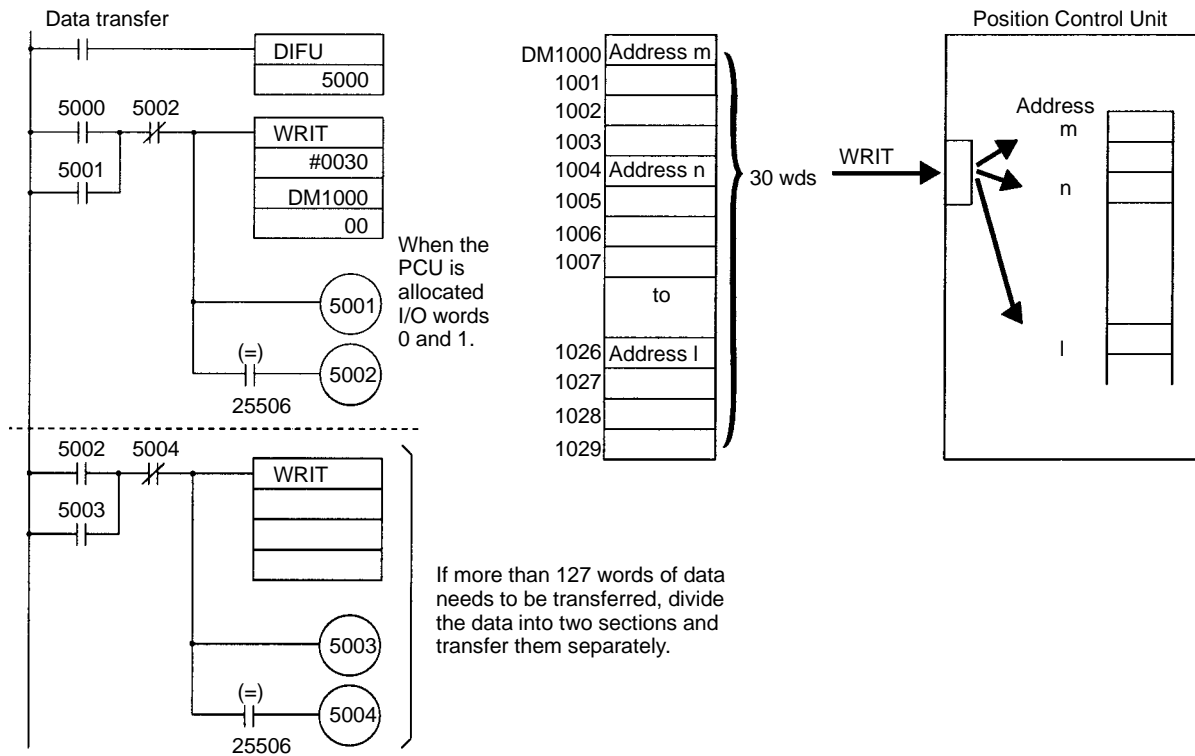 Data transfer
DIFU
5000
5000
5002
WRIT
#0030
DM1000
00
5001
When the
PCU is
allocated
I/O words
0 and 1.
5001
(=)
5002
25506
5002
5004
WRIT
5003
5003
(=)
5004
25506
If more than 127 words of data
needs to be transferred, divide
the data into two sections and
transfer them separately.
DM1000 Address m
1001
1002
1003
1004 Address n
1005
1006
1007
to
1026 Address l
1027
1028
1029
30 wds
WRIT
Position Control Unit
Address
m
n
l